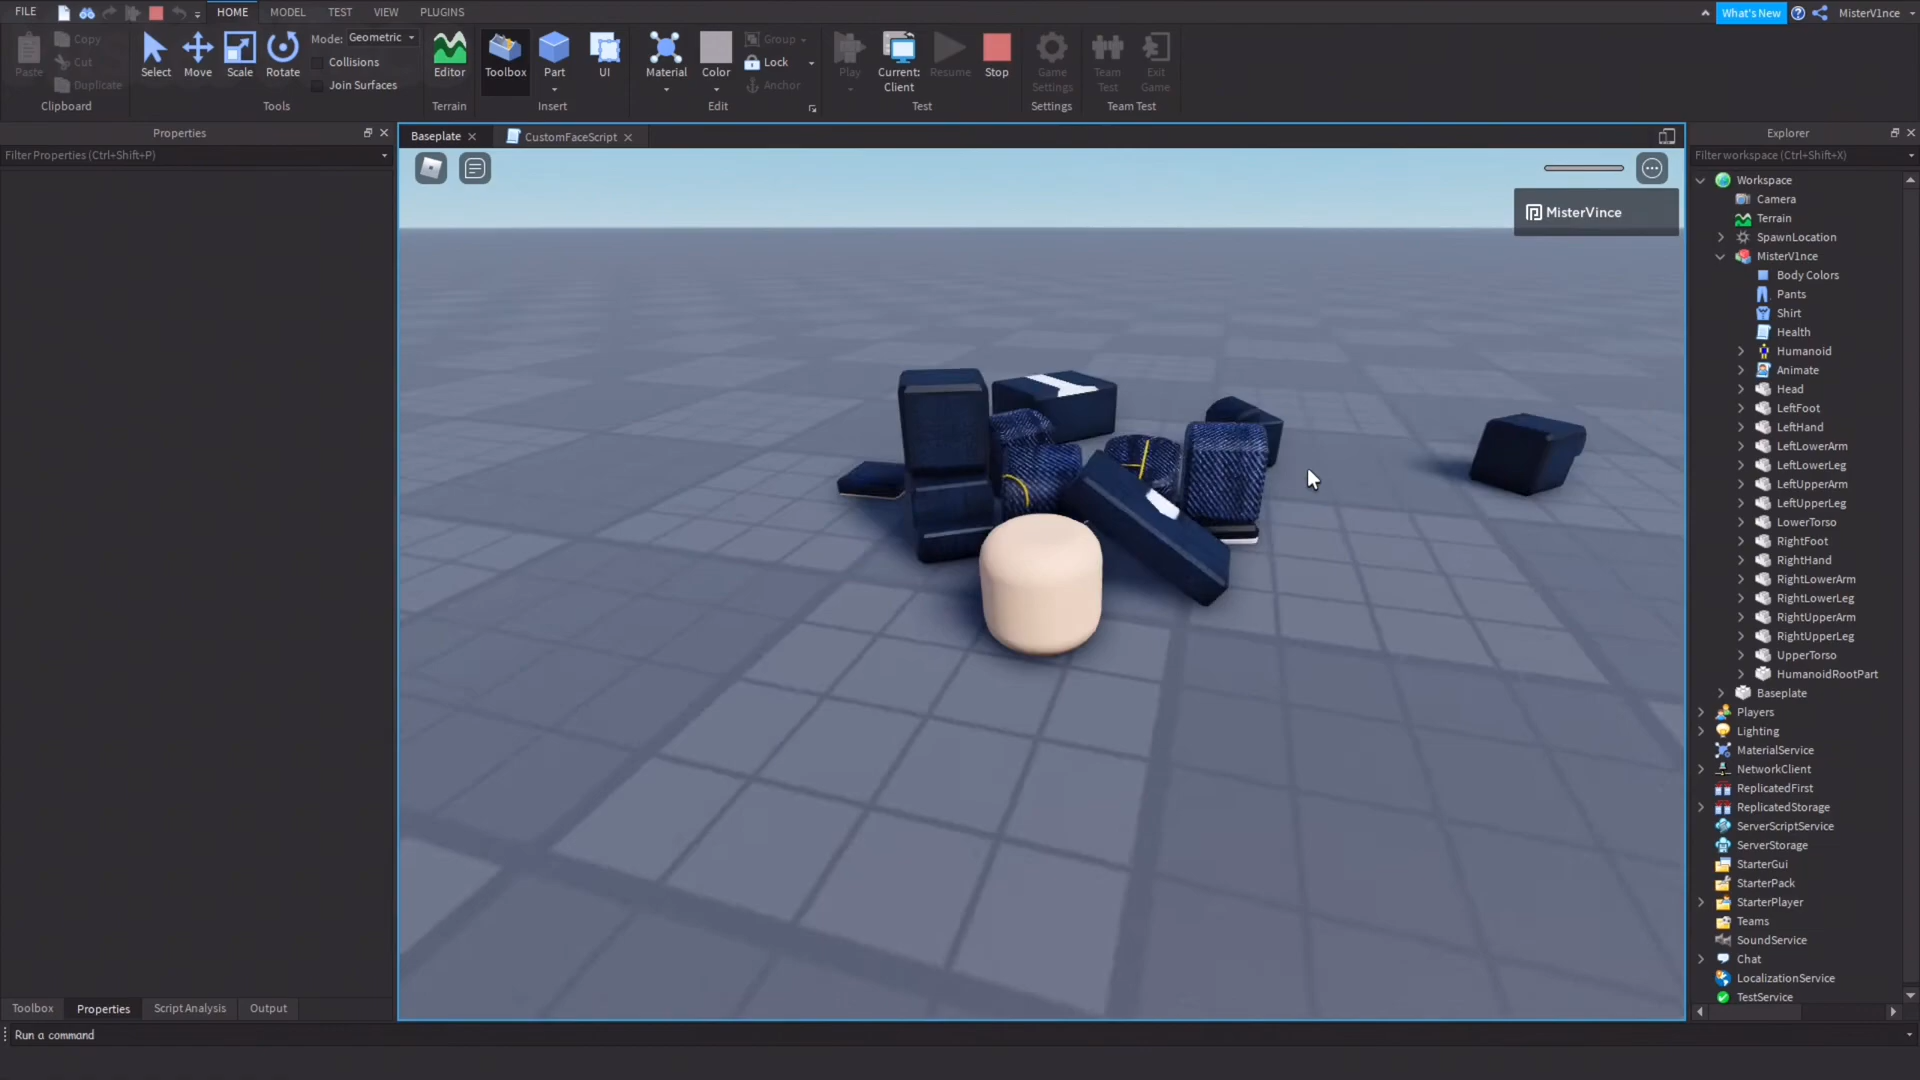 FILE HOME MODEL TEST VIEW PLUGINS What's New MisterV1nce
Paste Copy Cut Duplicate Clipboard
Select Move Scale Rotate Mode: Geometric Collisions Join Surfaces Tools
Editor Terrain
Toolbox Part UI Insert
Material Color Group Lock Anchor Edit
Play Current: Client Resume Stop Test
Game Settings Settings
Team Test Exit Game Team Test
Properties
Filter Properties (Ctrl+Shift+P)
Baseplate CustomFaceScript
MisterVince
Explorer
Filter workspace (Ctrl+Shift+X)
Workspace
Camera
Terrain
SpawnLocation
MisterV1nce
Body Colors
Pants
Shirt
Health
Humanoid
Animate
Head
LeftFoot
LeftHand
LeftLowerArm
LeftLowerLeg
LeftUpperArm
LeftUpperLeg
LowerTorso
RightFoot
RightHand
RightLowerArm
RightLowerLeg
RightUpperArm
RightUpperLeg
UpperTorso
HumanoidRootPart
Baseplate
Players
Lighting
MaterialService
NetworkClient
ReplicatedFirst
ReplicatedStorage
ServerScriptService
ServerStorage
StarterGui
StarterPack
StarterPlayer
Teams
SoundService
Chat
LocalizationService
TestService
Toolbox Properties Script Analysis Output
Run a command